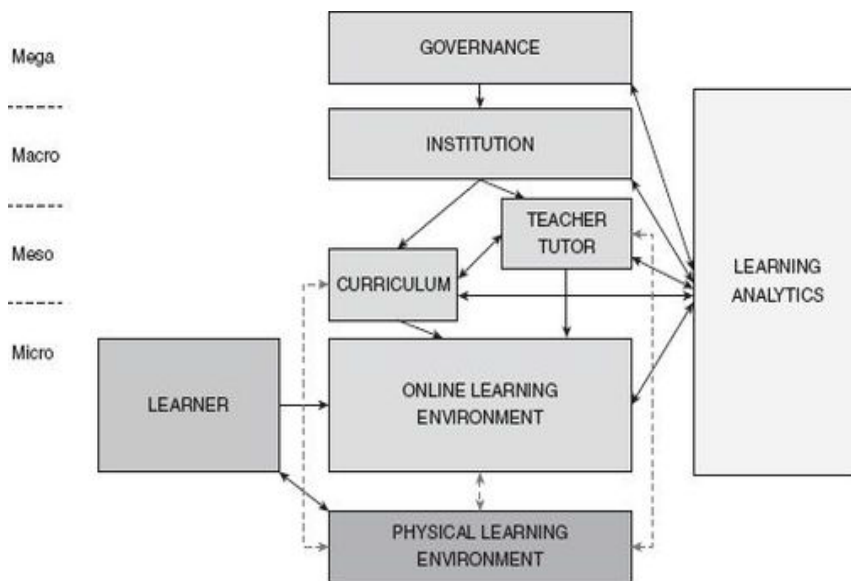 Mega
GOVERNANCE
Macro
INSTITUTION
Meso
TEACHER
TUTOR
CURRICULUM
LEARNING
ANALYTICS
Micro
LEARNER
ONLINE LEARNING
ENVIRONMENT
PHYSICAL LEARNING
ENVIRONMENT